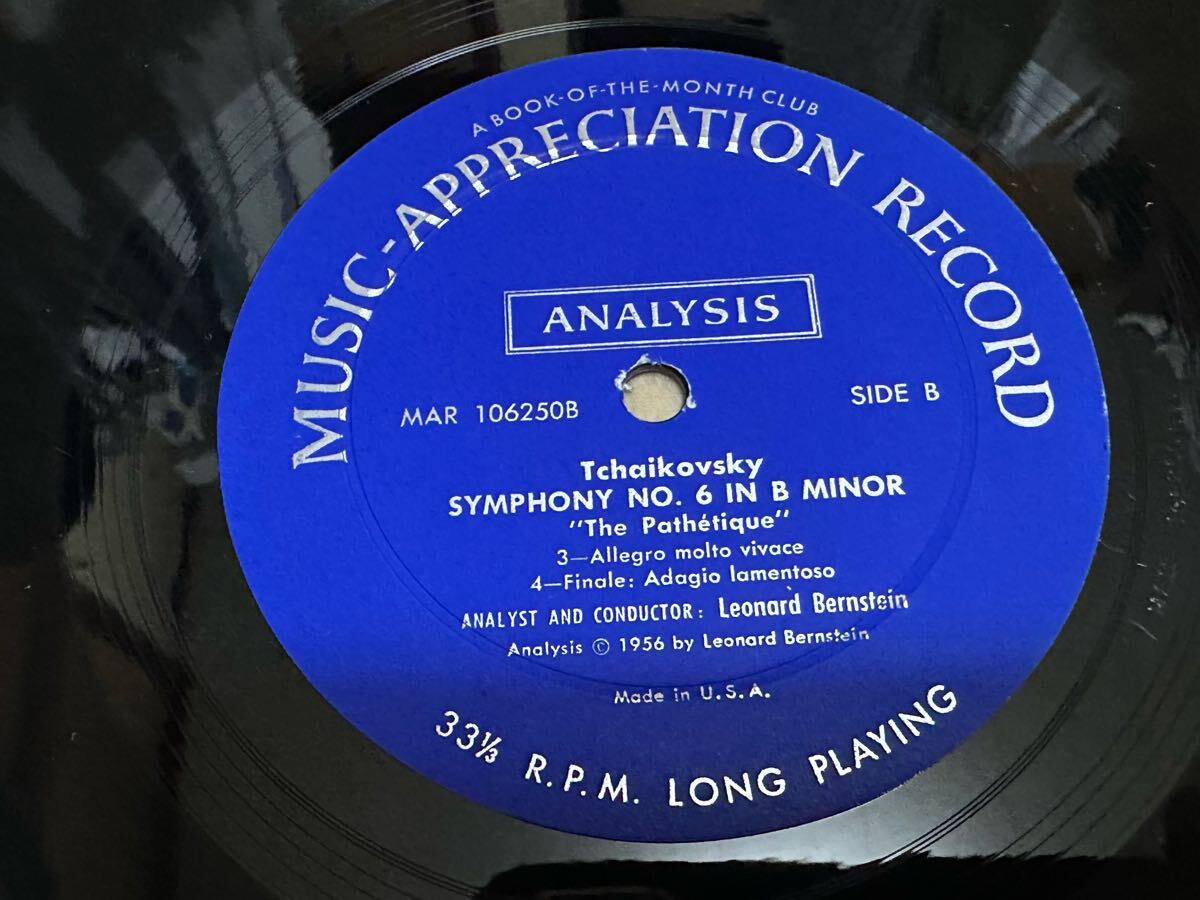 A BOOK-OF-THE-MONTH CLUB
MUSIC-APPRECIATION RECORD
ANALYSIS
MAR 106250B
SIDE B
Tchaikovsky
SYMPHONY NO. 6 IN B MINOR
"The Pathétique"
3—Allegro molto vivace
4—Finale: Adagio lamentoso
ANALYST AND CONDUCTOR: Leonard Bernstein
Analysis © 1956 by Leonard Bernstein
Made in U.S.A.
33⅓ R.P.M. LONG PLAYING